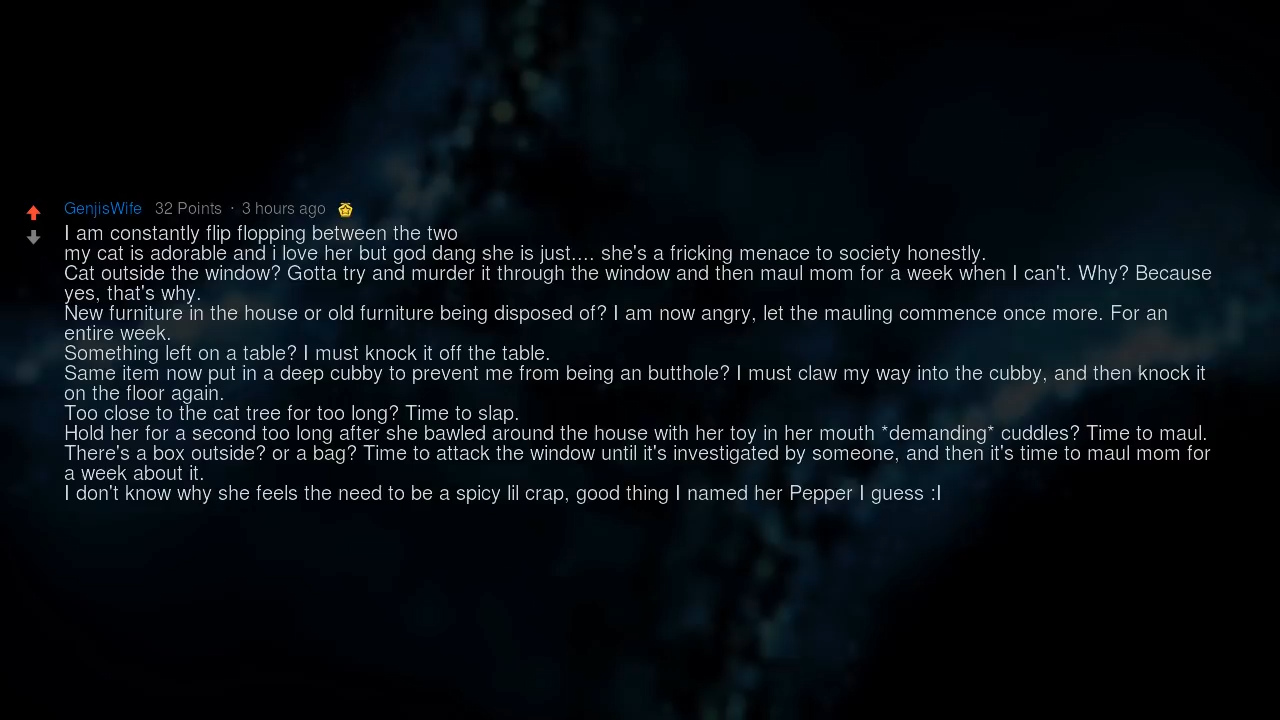 GenjisWife 32 Points · 3 hours ago
I am constantly flip flopping between the two
my cat is adorable and i love her but god dang she is just.... she's a fricking menace to society honestly.
Cat outside the window? Gotta try and murder it through the window and then maul mom for a week when I can't. Why? Because
yes, that's why.
New furniture in the house or old furniture being disposed of? I am now angry, let the mauling commence once more. For an
entire week.
Something left on a table? I must knock it off the table.
Same item now put in a deep cubby to prevent me from being an butthole? I must claw my way into the cubby, and then knock it
on the floor again.
Too close to the cat tree for too long? Time to slap.
Hold her for a second too long after she bawled around the house with her toy in her mouth *demanding* cuddles? Time to maul.
There's a box outside? or a bag? Time to attack the window until it's investigated by someone, and then it's time to maul mom for
a week about it.
I don't know why she feels the need to be a spicy lil crap, good thing I named her Pepper I guess :I